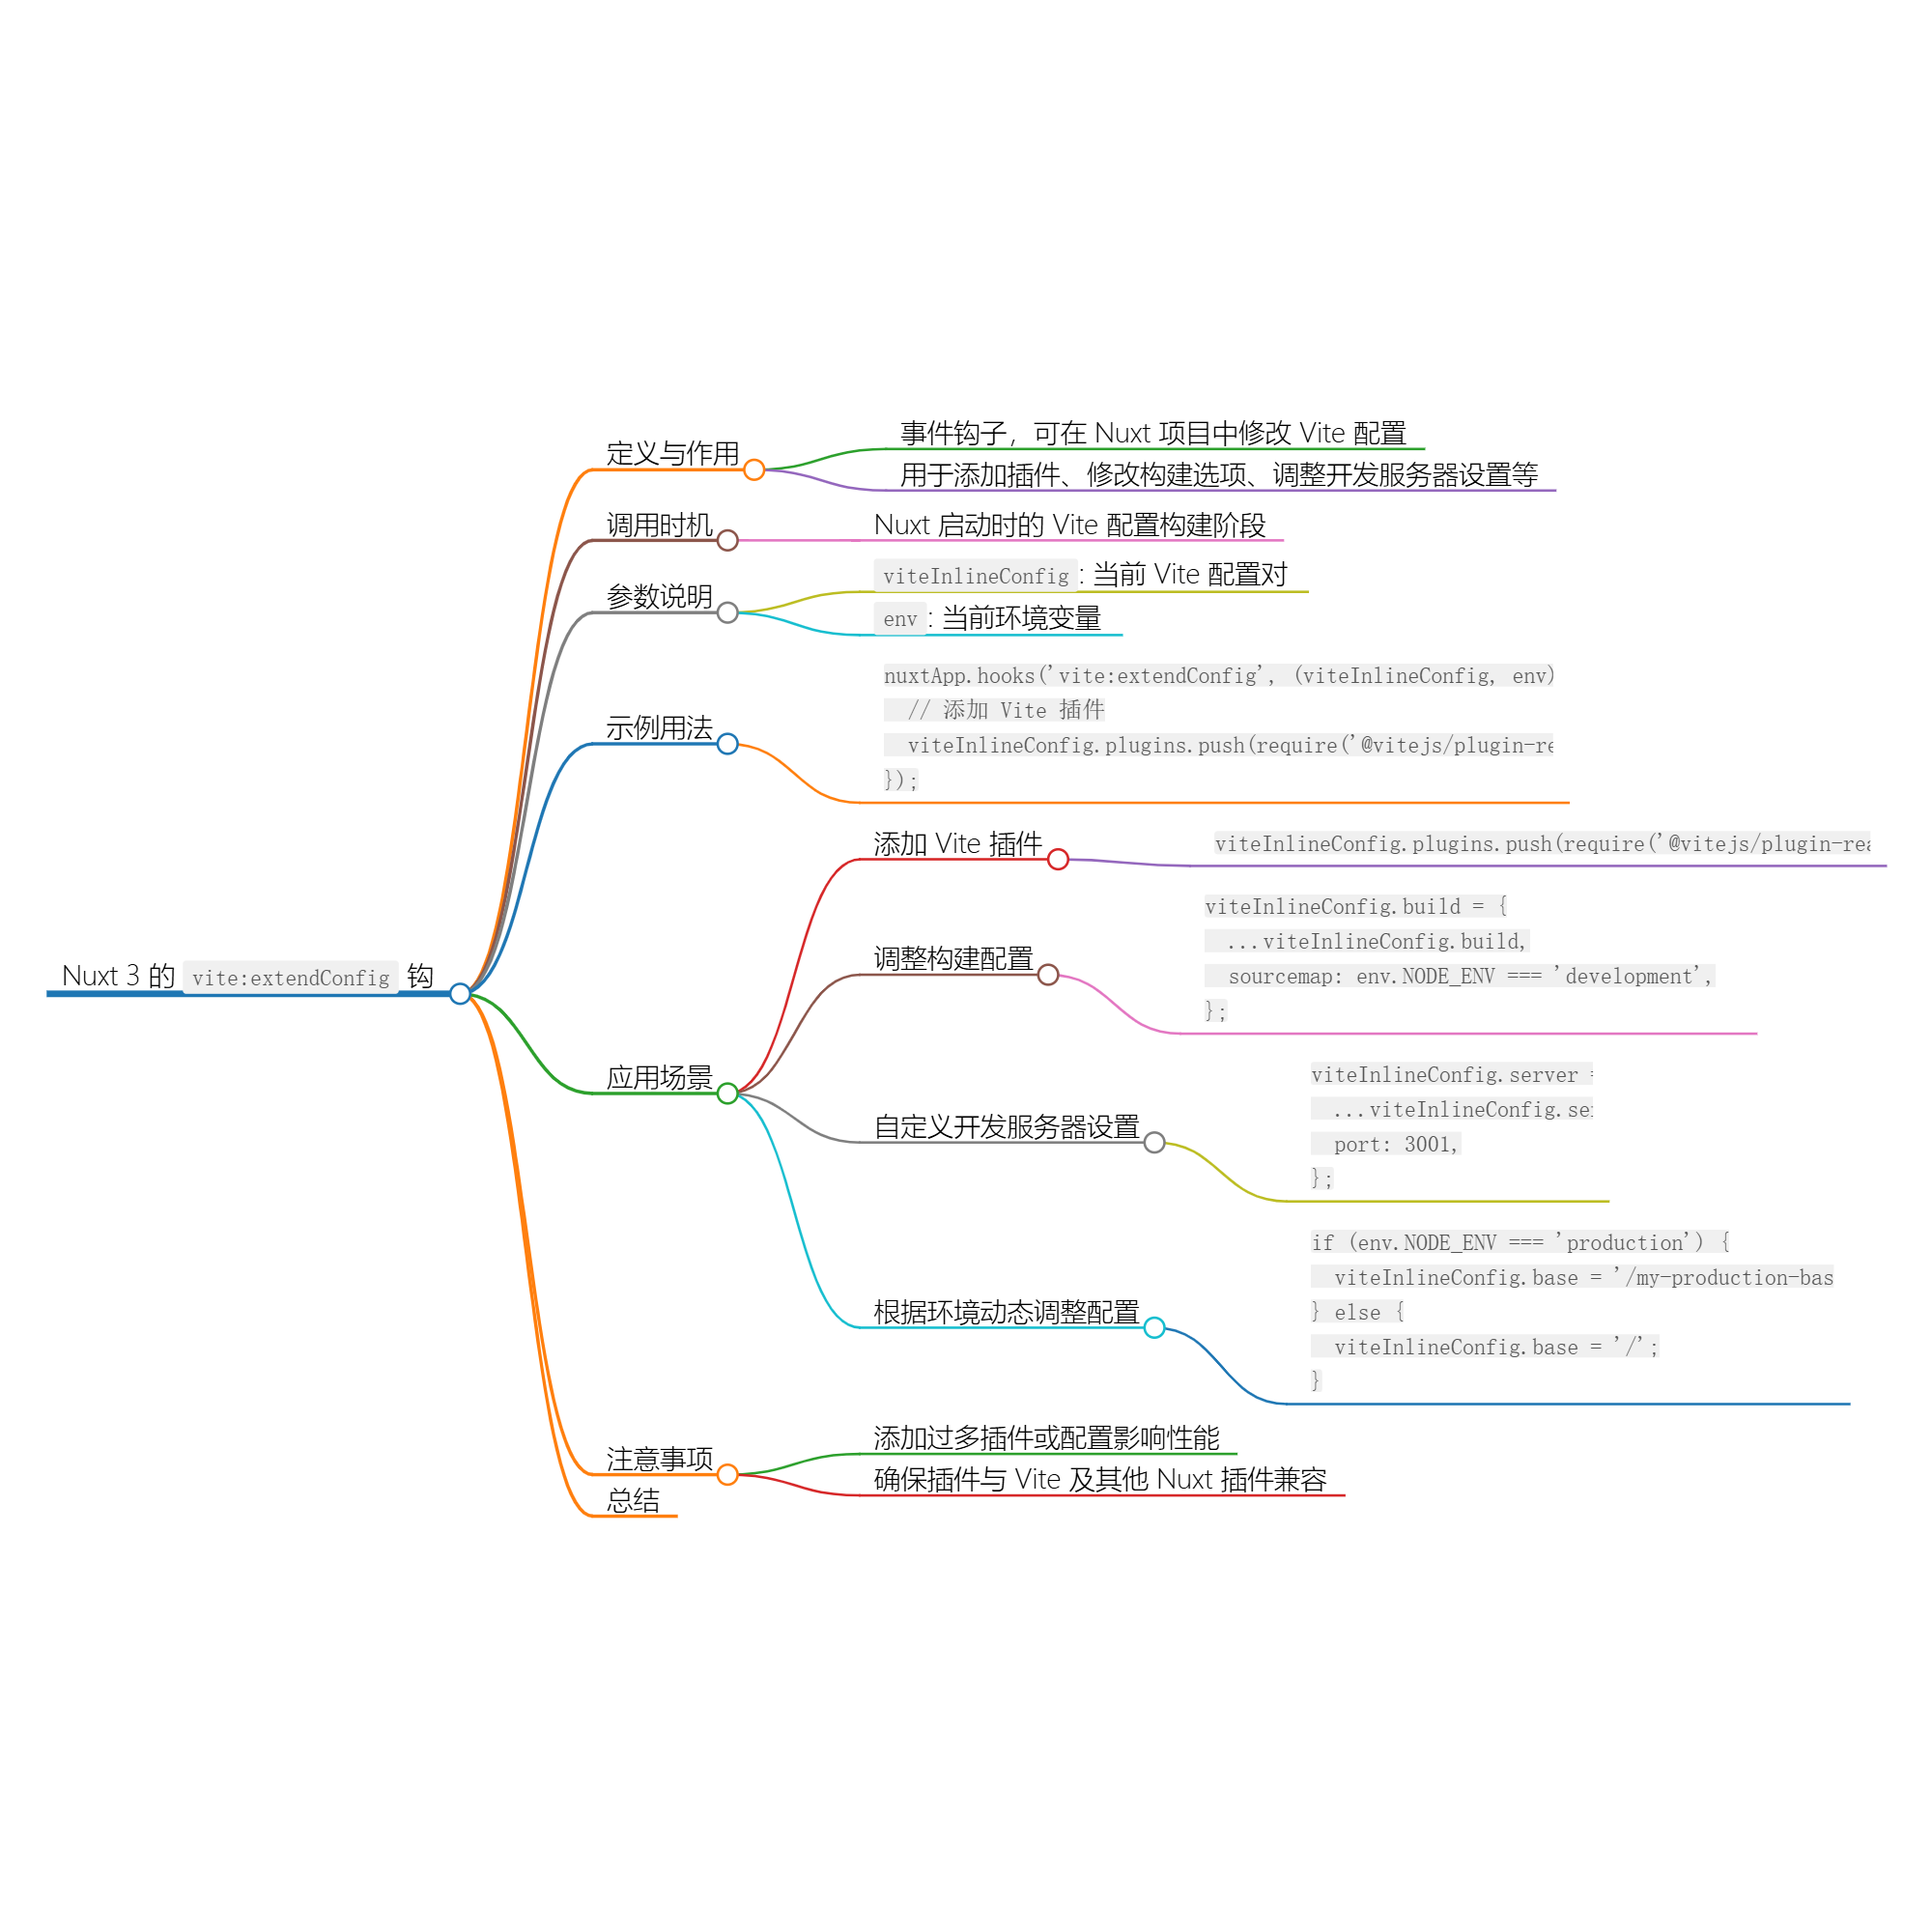 定义与作用
事件钩子，可在 Nuxt 项目中修改 Vite 配置
用于添加插件、修改构建选项、调整开发服务器设置等
调用时机
Nuxt 启动时的 Vite 配置构建阶段
参数说明
viteInlineConfig: 当前 Vite 配置对
env: 当前环境变量
示例用法
nuxtApp.hooks('vite:extendConfig', (viteInlineConfig, env)
// 添加 Vite 插件
viteInlineConfig.plugins.push(require('@vitejs/plugin-re
});
Nuxt 3 的 vite:extendConfig 钩
应用场景
添加 Vite 插件
viteInlineConfig.plugins.push(require('@vitejs/plugin-rea
调整构建配置
viteInlineConfig.build = {
...viteInlineConfig.build,
sourcemap: env.NODE_ENV === 'development',
};
自定义开发服务器设置
viteInlineConfig.server =
...viteInlineConfig.se
port: 3001,
};
根据环境动态调整配置
if (env.NODE_ENV === 'production') {
viteInlineConfig.base = '/my-production-bas
} else {
viteInlineConfig.base = '/';
}
注意事项
添加过多插件或配置影响性能
确保插件与 Vite 及其他 Nuxt 插件兼容
总结